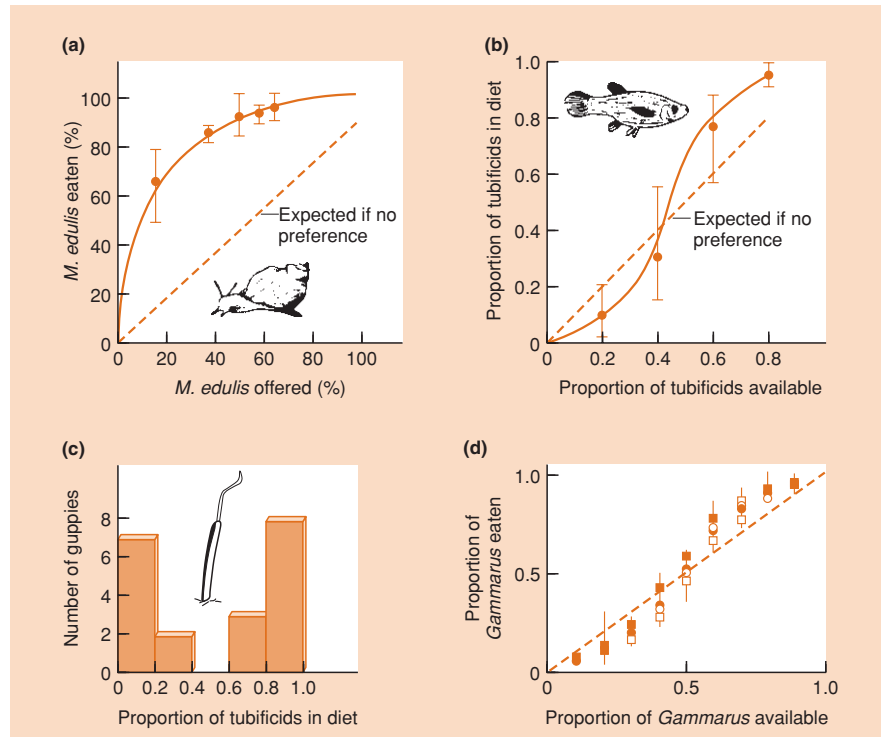 (a)
M. edulis eaten (%)
100
80
60
40
20
0
0 20 40 60 80 100
M. edulis offered (%)
Expected if no
preference
(b)
Proportion of tubificids in diet
1.0
0.8
0.6
0.4
0.2
0
0 0.2 0.4 0.6 0.8
Proportion of tubificids available
Expected if no
preference
(c)
Number of guppies
8
6
4
2
0
0 0.2 0.4 0.6 0.8 1.0
Proportion of tubificids in diet
(d)
Proportion of
Gammarus eaten
1.0
0.5
0
0 0.5 1.0
Proportion of Gammarus available